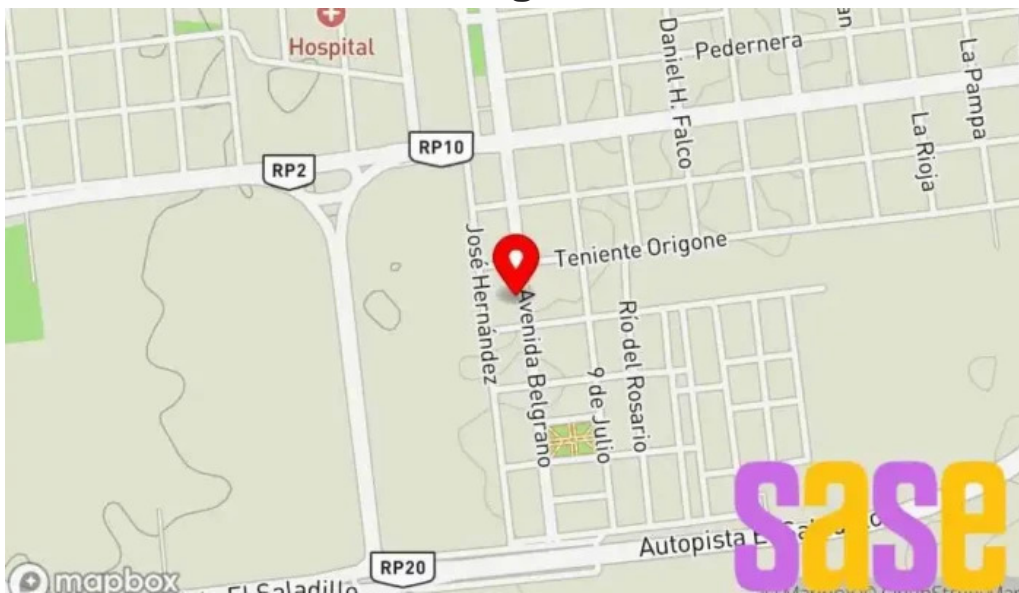 Hospital
Pedernera
Daniel H. Falco
La Pampa
La Rioja
RP10
RP2
Teniente Origone
José Hernández
Avenida Belgrano
9 de Julio
Río del Rosario
sase
Autopista E
RP20
El Saladillo
mapbox